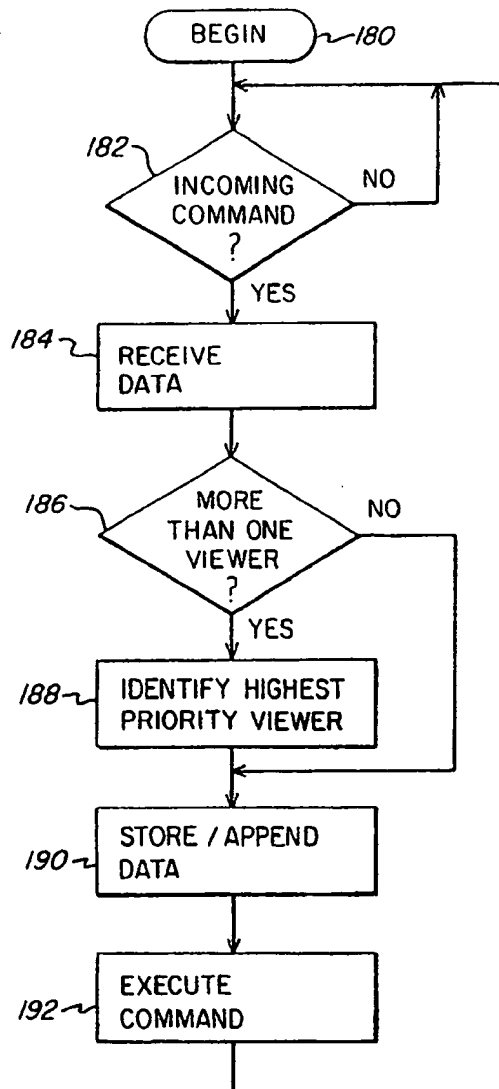 BEGIN
180
182
INCOMING
COMMAND
?
NO
YES
184
RECEIVE
DATA
186
MORE
THAN ONE
VIEWER
?
NO
YES
188
IDENTIFY HIGHEST
PRIORITY VIEWER
190
STORE / APPEND
DATA
192
EXECUTE
COMMAND